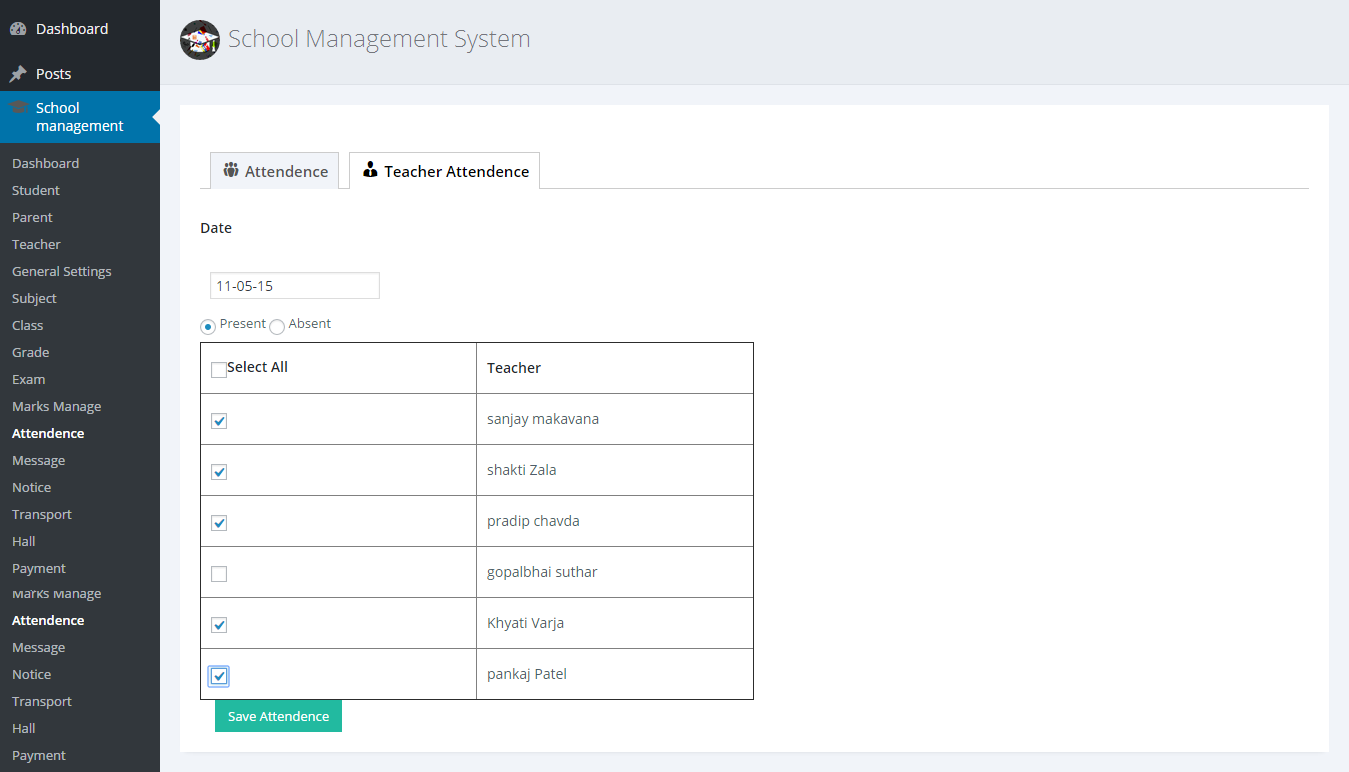 Dashboard
Posts
School
management
Dashboard
Student
Parent
Teacher
General Settings
Subject
Class
Grade
Exam
Marks Manage
Attendence
Message
Notice
Transport
Hall
Payment
Marks Manage
Attendence
Message
Notice
Transport
Hall
Payment
School Management System
Attendence
Teacher Attendence
Date
11-05-15
Present Absent
Select All Teacher
sanjay makavana
shakti Zala
pradip chavda
gopalbhai suthar
Khyati Varja
pankaj Patel
Save Attendence